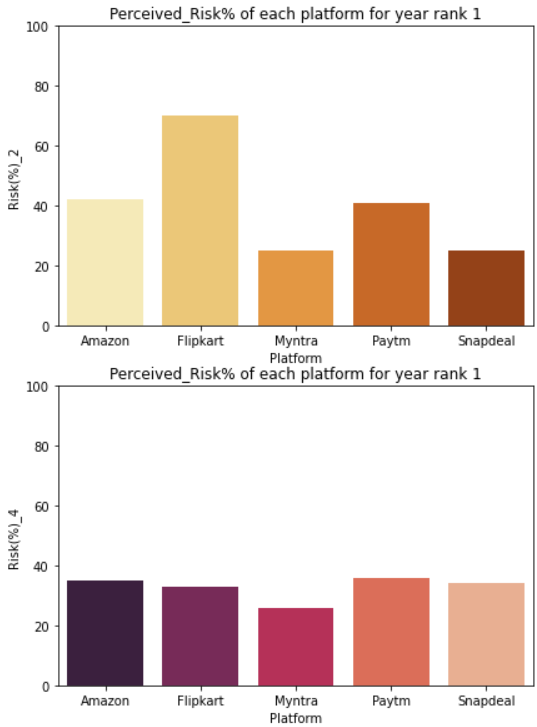 Perceived_Risk% of each platform for year rank 1
100
80
60
40
20
0
Risk(%)_2
Amazon Flipkart Myntra Paytm Snapdeal
Platform
Perceived_Risk% of each platform for year rank 1
100
80
60
40
20
0
Risk(%)_4
Amazon Flipkart Myntra Paytm Snapdeal
Platform